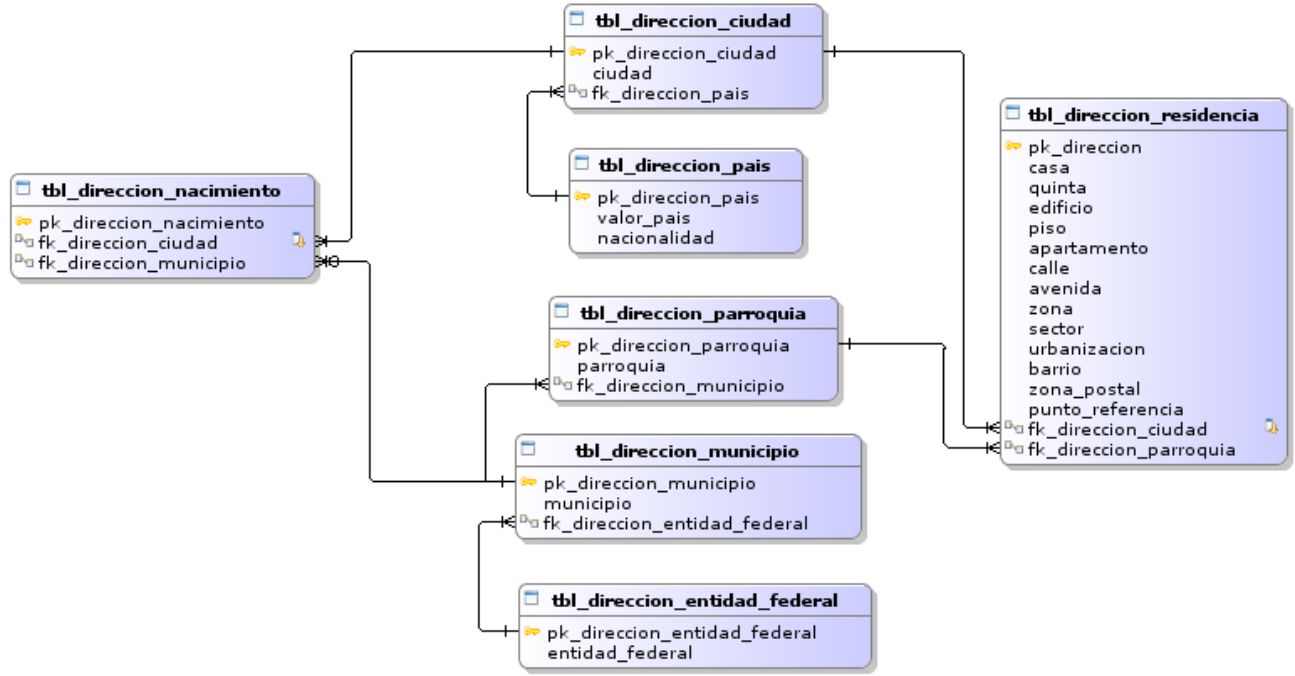 tbl_direccion_ciudad
pk_direccion_ciudad
ciudad
fk_direccion_pais
tbl_direccion_residencia
pk_direccion
casa
quinta
edificio
piso
apartamento
calle
avenida
zona
sector
urbanizacion
barrio
zona_postal
punto_referencia
fk_direccion_ciudad
fk_direccion_parroquia
tbl_direccion_pais
pk_direccion_pais
valor_pais
nacionalidad
tbl_direccion_nacimiento
pk_direccion_nacimiento
fk_direccion_ciudad
fk_direccion_municipio
tbl_direccion_parroquia
pk_direccion_parroquia
parroquia
fk_direccion_municipio
tbl_direccion_municipio
pk_direccion_municipio
municipio
fk_direccion_entidad_federal
tbl_direccion_entidad_federal
pk_direccion_entidad_federal
entidad_federal